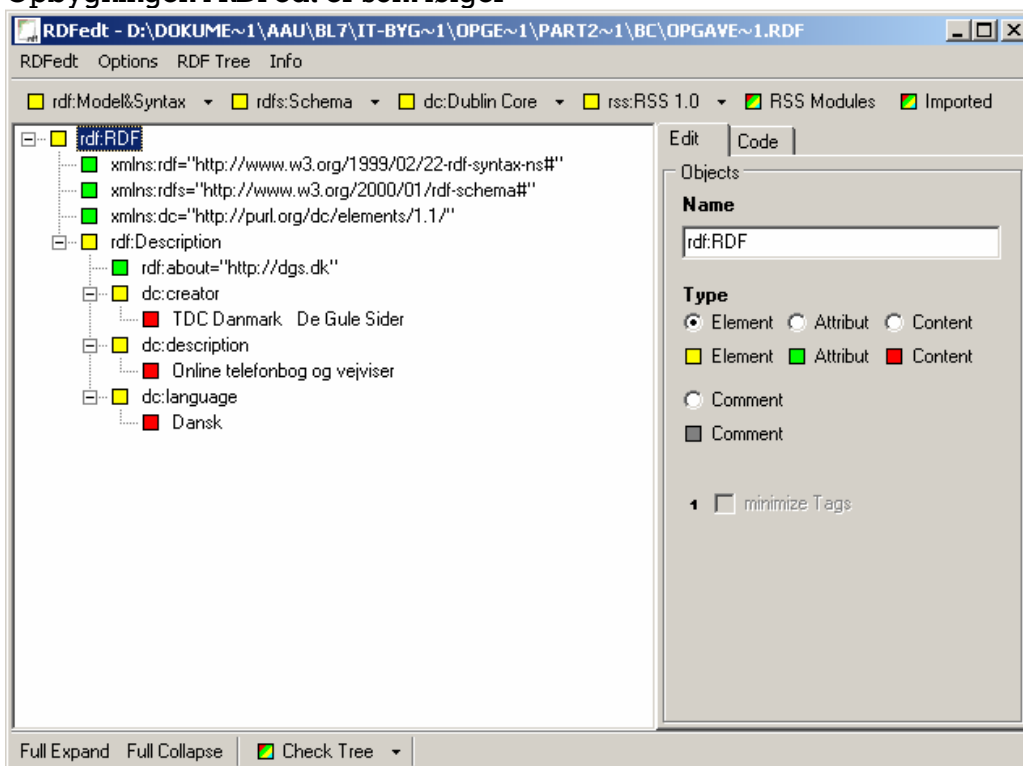 Opbygningen i RDFedt er som følger
RDFedt - D:\DOKUME~1\AAU\BL7\IT-BYG~1\OPGE~1\PART2~1\BC\OPGAVE~1.RDF
RDFedt Options RDF Tree Info
rdf:Model&Syntax rdfs:Schema dc:Dublin Core rss:RSS 1.0 RSS Modules Imported
rdf:RDF
xmlns:rdf="http://www.w3.org/1999/02/22-rdf-syntax-ns#"
xmlns:rdfs="http://www.w3.org/2000/01/rdf-schema#"
xmlns:dc="http://purl.org/dc/elements/1.1/"
rdf:Description
rdf:about="http://dgs.dk"
dc:creator
TDC Danmark De Gule Sider
dc:description
Online telefonbog og vejviser
dc:language
Dansk
Edit Code
Objects
Name
rdf:RDF
Type
Element Attribut Content
Element Attribut Content
Comment
Comment
1 minimize Tags
Full Expand Full Collapse Check Tree